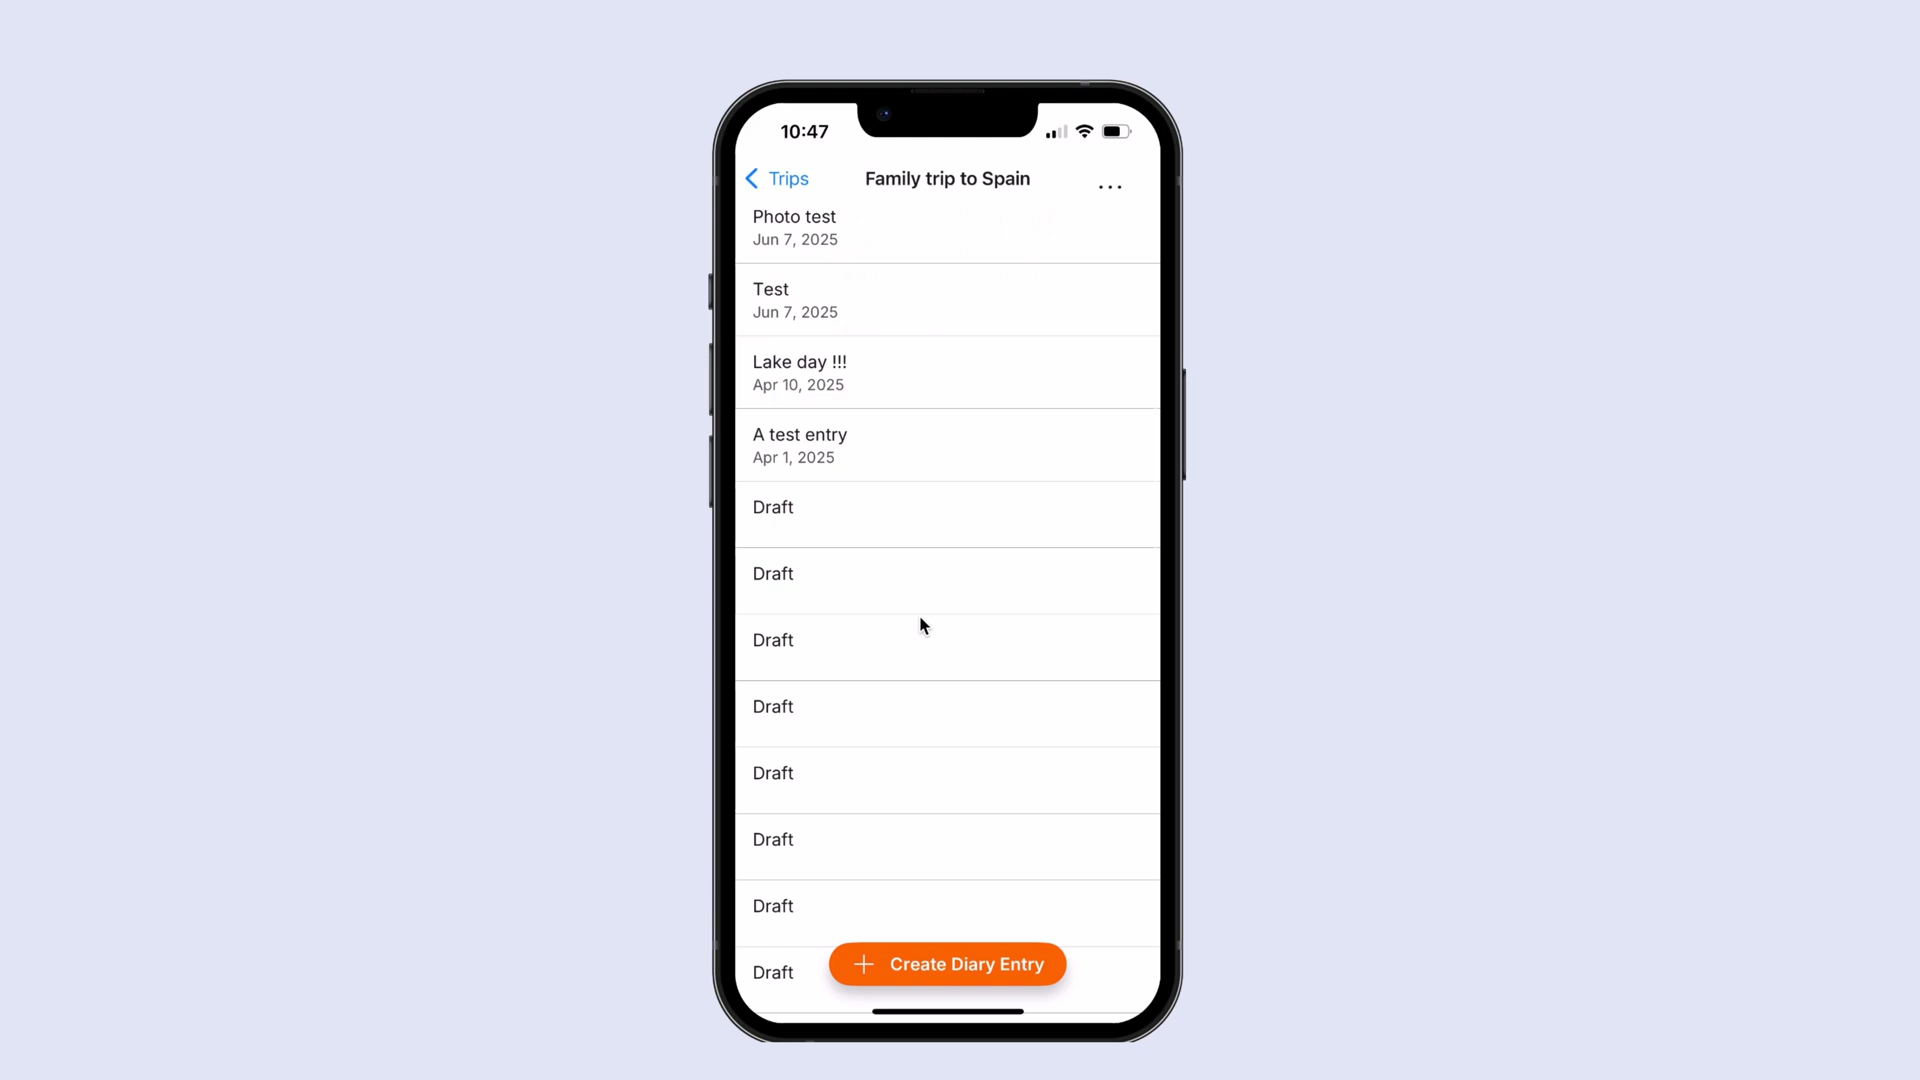 10:47
Trips
Family trip to Spain
...
Photo test
Jun 7, 2025
Test
Jun 7, 2025
Lake day !!!
Apr 10, 2025
A test entry
Apr 1, 2025
Draft
Draft
Draft
Draft
Draft
Draft
Draft
Draft
+ Create Diary Entry